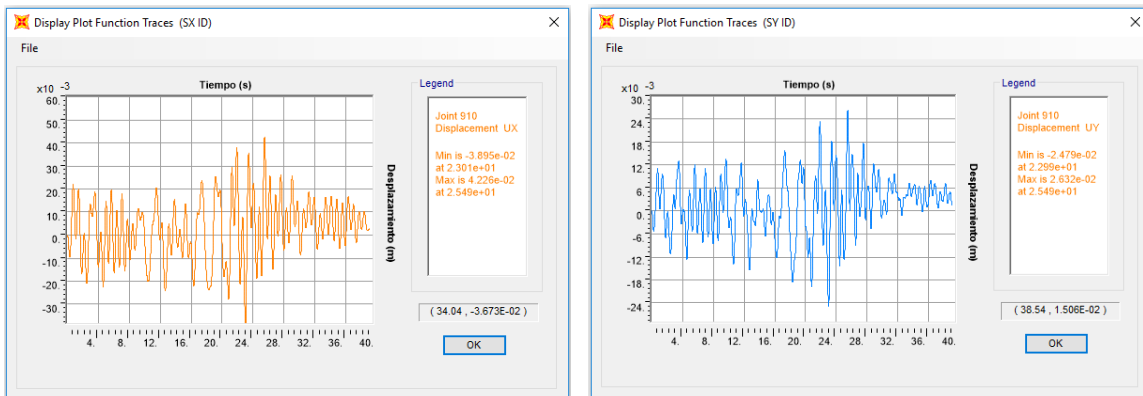 Display Plot Function Traces (SX ID)
File
x10 -3
Tiempo (s)
60.
50.
40.
30.
20.
10.
0.
-10.
-20.
-30.
4. 8. 12. 16. 20. 24. 28. 32. 36. 40.
Desplazamiento (m)
Legend
Joint 910
Displacement UX
Min is -3.895e-02
at 2.301e+01
Max is 4.226e-02
at 2.549e+01
( 34.04 , -3.673E-02 )
OK
Display Plot Function Traces (SY ID)
File
x10 -3
Tiempo (s)
30.
24.
18.
12.
6.
0.
-6.
-12.
-18.
-24.
4. 8. 12. 16. 20. 24. 28. 32. 36. 40.
Desplazamiento (m)
Legend
Joint 910
Displacement UY
Min is -2.479e-02
at 2.299e+01
Max is 2.632e-02
at 2.549e+01
( 38.54 , 1.506E-02 )
OK